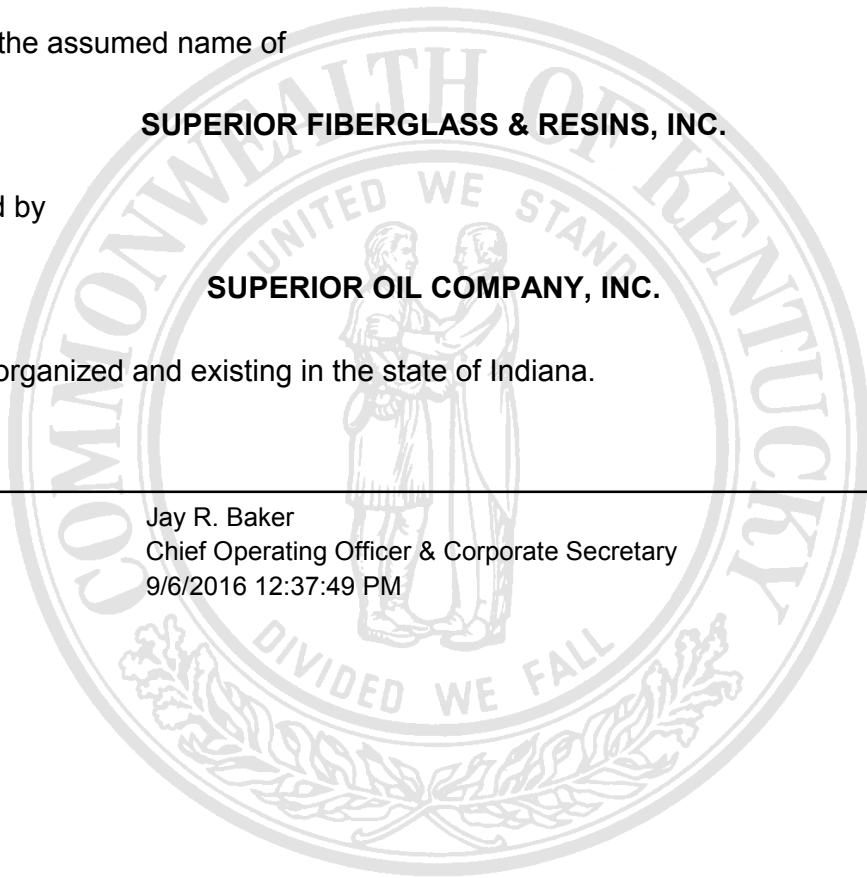 the assumed name of
SUPERIOR FIBERGLASS & RESINS, INC.
d by
SUPERIOR OIL COMPANY, INC.
organized and existing in the state of Indiana.
Jay R. Baker
Chief Operating Officer & Corporate Secretary
9/6/2016 12:37:49 PM
COMMONWEALTH OF KENTUCKY
UNITED WE STAND
DIVIDED WE FALL